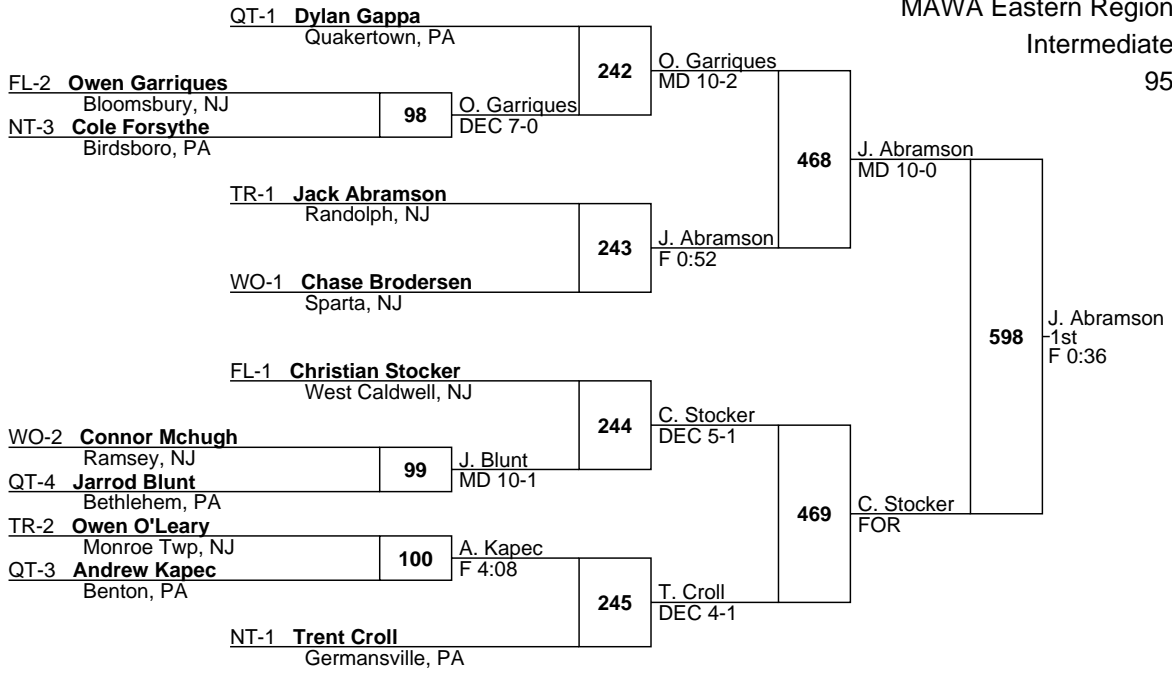 MAWA Eastern Region
Intermediate
95
QT-1 Dylan Gappa
Quakertown, PA
242
O. Garriques
MD 10-2
FL-2 Owen Garriques
Bloomsbury, NJ
98
O. Garriques
DEC 7-0
NT-3 Cole Forsythe
Birdsboro, PA
468
J. Abramson
MD 10-0
TR-1 Jack Abramson
Randolph, NJ
243
J. Abramson
F 0:52
WO-1 Chase Brodersen
Sparta, NJ
598
J. Abramson
1st
F 0:36
FL-1 Christian Stocker
West Caldwell, NJ
244
C. Stocker
DEC 5-1
WO-2 Connor Mchugh
Ramsey, NJ
99
J. Blunt
MD 10-1
QT-4 Jarrod Blunt
Bethlehem, PA
469
C. Stocker
FOR
TR-2 Owen O'Leary
Monroe Twp, NJ
100
A. Kapec
F 4:08
QT-3 Andrew Kapec
Benton, PA
245
T. Croll
DEC 4-1
NT-1 Trent Croll
Germansville, PA